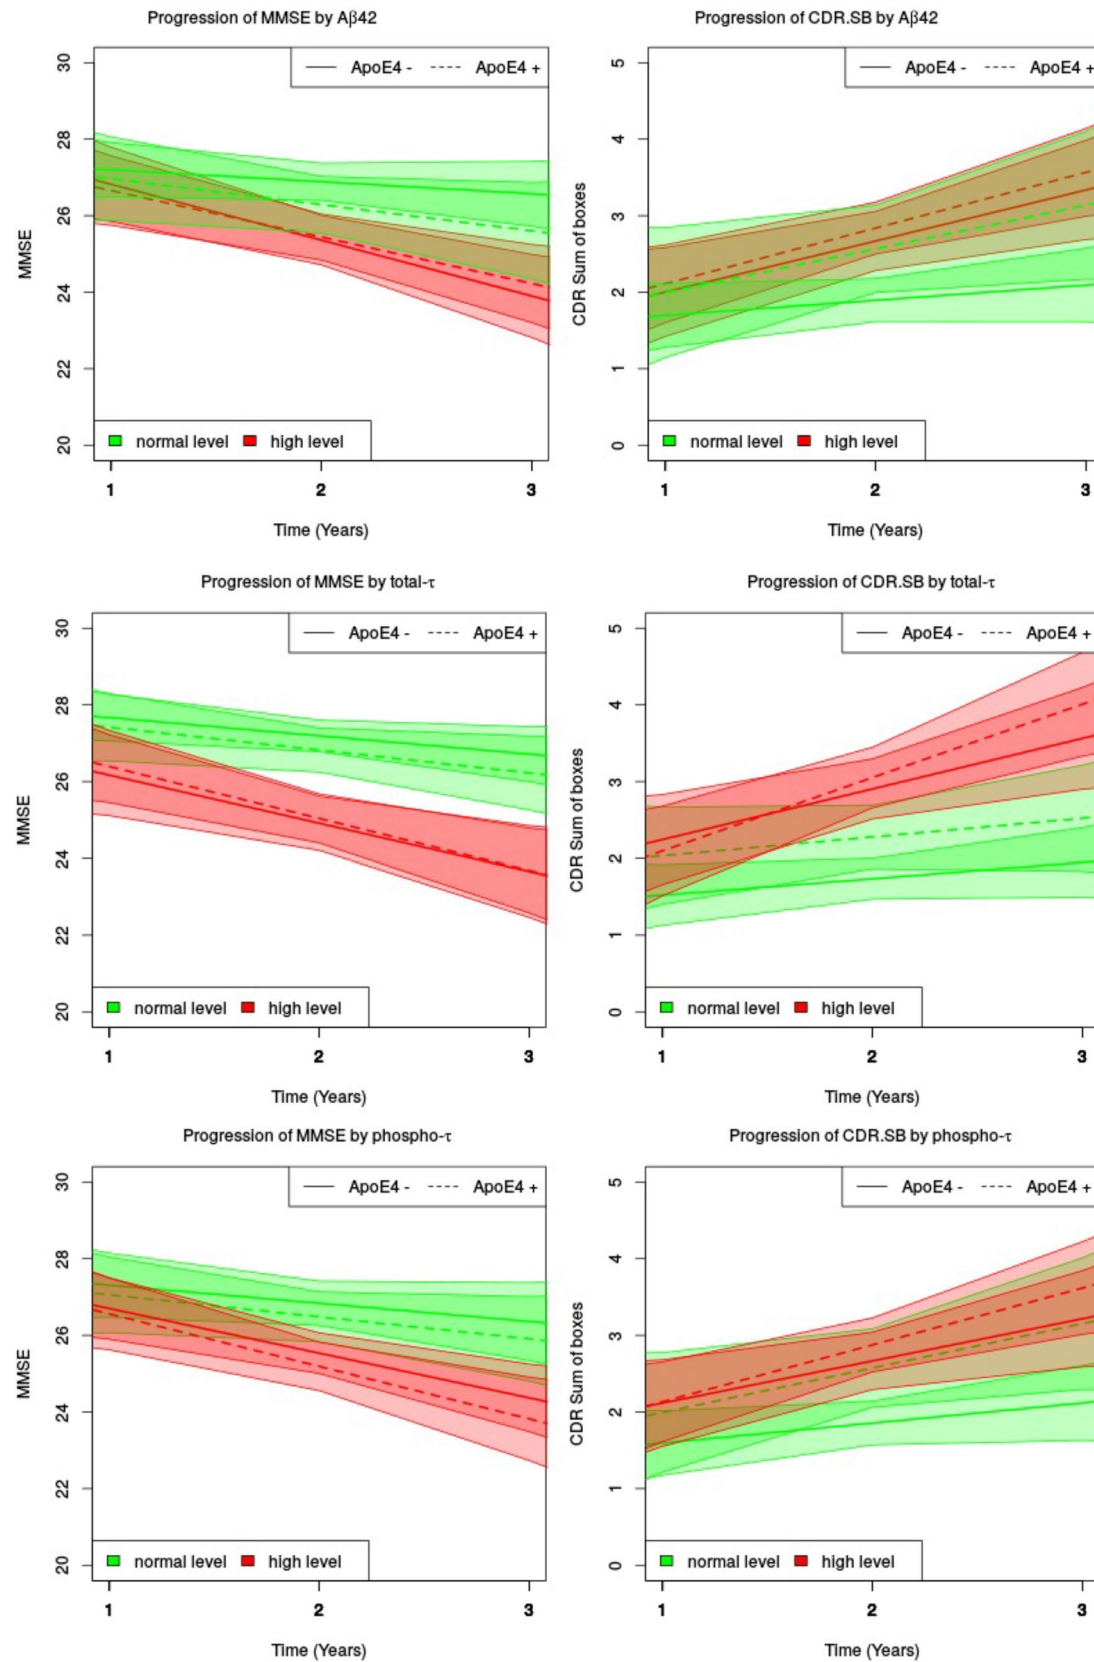 Progression of MMSE by Aβ42
ApoE4 - ApoE4 +
30
28
26
24
22
20
MMSE
normal level high level
1 2 3
Time (Years)
Progression of CDR.SB by Aβ42
ApoE4 - ApoE4 +
5
4
3
2
1
0
CDR Sum of boxes
normal level high level
1 2 3
Time (Years)
Progression of MMSE by total-τ
ApoE4 - ApoE4 +
30
28
26
24
22
20
MMSE
normal level high level
1 2 3
Time (Years)
Progression of CDR.SB by total-τ
ApoE4 - ApoE4 +
5
4
3
2
1
0
CDR Sum of boxes
normal level high level
1 2 3
Time (Years)
Progression of MMSE by phospho-τ
ApoE4 - ApoE4 +
30
28
26
24
22
20
MMSE
normal level high level
1 2 3
Time (Years)
Progression of CDR.SB by phospho-τ
ApoE4 - ApoE4 +
5
4
3
2
1
0
CDR Sum of boxes
normal level high level
1 2 3
Time (Years)